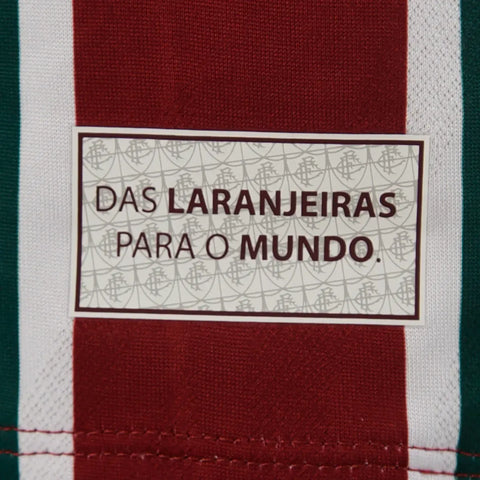 DAS LARANJEIRAS
PARA O MUNDO.